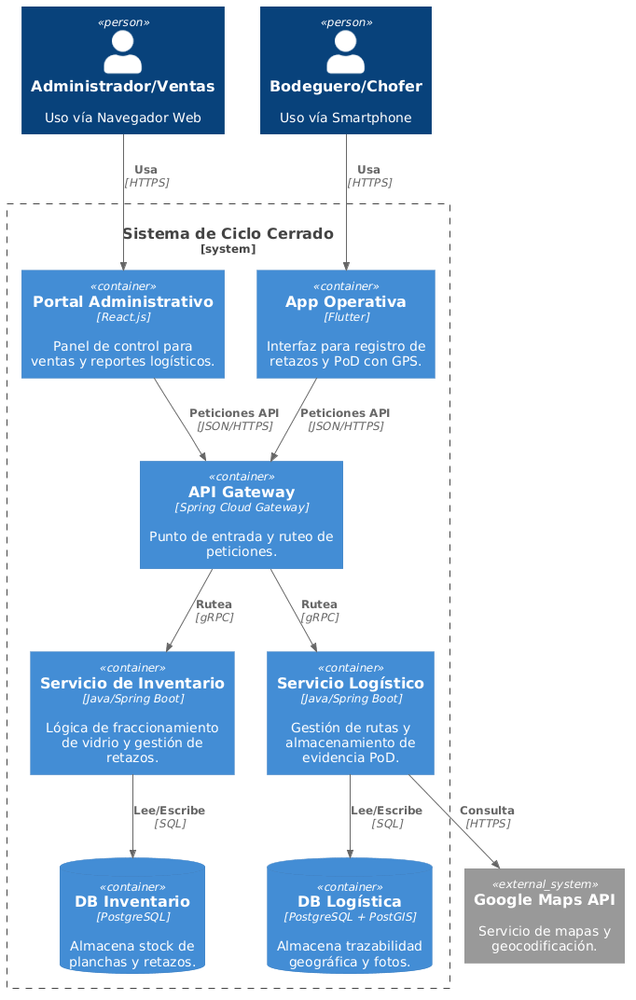 «person»
Administrador/Ventas
Uso vía Navegador Web
«person»
Bodeguero/Chofer
Uso vía Smartphone
Usa
[HTTPS]
Usa
[HTTPS]
Sistema de Ciclo Cerrado
[system]
«container»
Portal Administrativo
[React.js]
Panel de control para
ventas y reportes logísticos.
«container»
App Operativa
[Flutter]
Interfaz para registro de
retazos y PoD con GPS.
Peticiones API
[JSON/HTTPS]
Peticiones API
[JSON/HTTPS]
«container»
API Gateway
[Spring Cloud Gateway]
Punto de entrada y ruteo de
peticiones.
Rutea
[gRPC]
Rutea
[gRPC]
«container»
Servicio de Inventario
[Java/Spring Boot]
Lógica de fraccionamiento
de vidrio y gestión de
retazos.
«container»
Servicio Logístico
[Java/Spring Boot]
Gestión de rutas y
almacenamiento de
evidencia PoD.
Lee/Escribe
[SQL]
Lee/Escribe
[SQL]
Consulta
[HTTPS]
«container»
DB Inventario
[PostgreSQL]
Almacena stock de
planchas y retazos.
«container»
DB Logística
[PostgreSQL + PostGIS]
Almacena trazabilidad
geográfica y fotos.
«external_system»
Google Maps API
Servicio de mapas y
geocodificación.